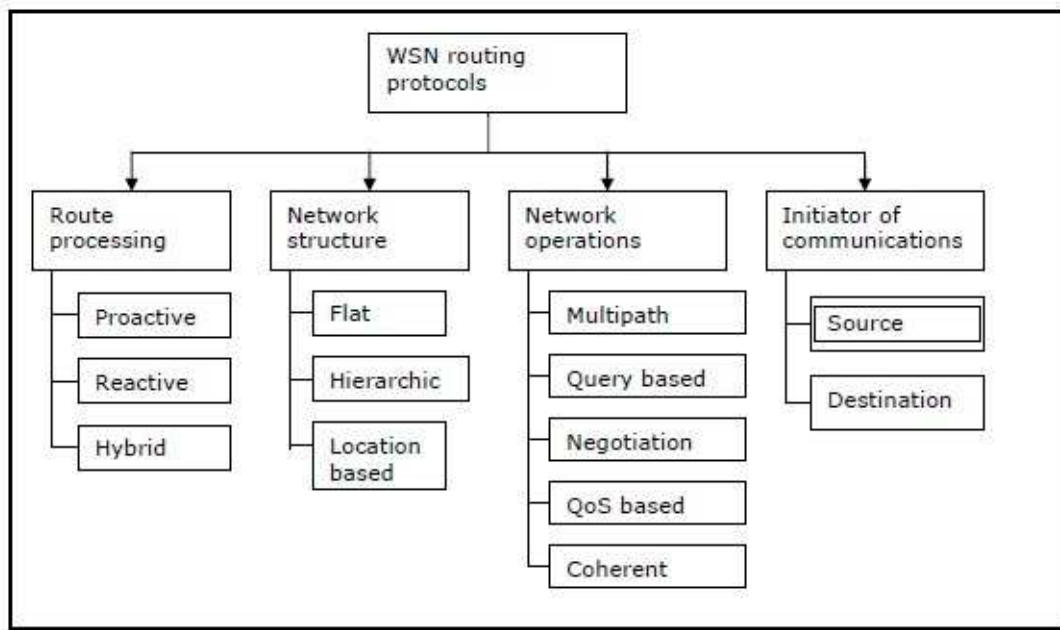 WSN routing
protocols
Route
processing
Proactive
Reactive
Hybrid
Network
structure
Flat
Hierarchic
Location
based
Network
operations
Multipath
Query based
Negotiation
QoS based
Coherent
Initiator of
communications
Source
Destination